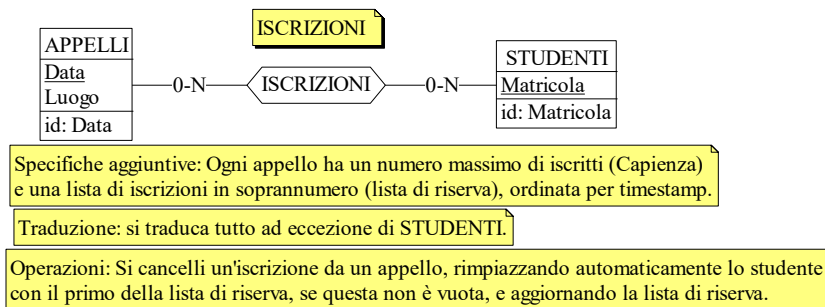 ISCRIZIONI
APPELLI
Data
Luogo
id: Data
0-N
ISCRIZIONI
0-N
STUDENTI
Matricola
id: Matricola
Specifiche aggiuntive: Ogni appello ha un numero massimo di iscritti (Capienza)
e una lista di iscrizioni in soprannumero (lista di riserva), ordinata per timestamp.
Traduzione: si traduca tutto ad eccezione di STUDENTI.
Operazioni: Si cancelli un'iscrizione da un appello, rimpiazzando automaticamente lo studente
con il primo della lista di riserva, se questa non è vuota, e aggiornando la lista di riserva.